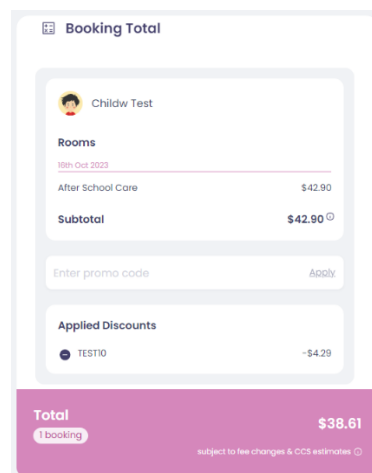 Booking Total
Childw Test
Rooms
16th Oct 2023
After School Care $42.90
Subtotal $42.90
Enter promo code Apply
Applied Discounts
TEST10 -$4.29
Total
$38.61
1 booking
subject to fee changes & CCS estimates